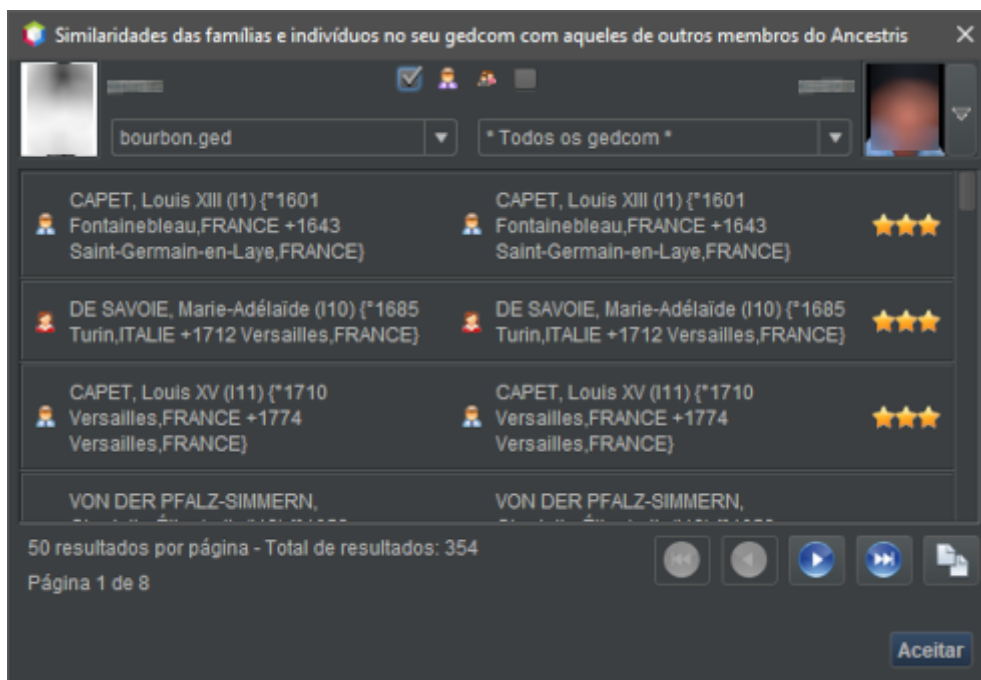 Similaridades das famílias e indivíduos no seu gedcom com aqueles de outros membros do Ancestris
bourbon.ged
* Todos os gedcom *
CAPET, Louis XIII (I1) {*1601
Fontainebleau,FRANCE +1643
Saint-Germain-en-Laye,FRANCE}
CAPET, Louis XIII (I1) {*1601
Fontainebleau,FRANCE +1643
Saint-Germain-en-Laye,FRANCE}
DE SAVOIE, Marie-Adélaïde (I10) {*1685
Turin,ITALIE +1712 Versailles,FRANCE}
DE SAVOIE, Marie-Adélaïde (I10) {*1685
Turin,ITALIE +1712 Versailles,FRANCE}
CAPET, Louis XV (I11) {*1710
Versailles,FRANCE +1774
Versailles,FRANCE}
CAPET, Louis XV (I11) {*1710
Versailles,FRANCE +1774
Versailles,FRANCE}
VON DER PFALZ-SIMMERN,
VON DER PFALZ-SIMMERN,
50 resultados por página - Total de resultados: 354
Página 1 de 8
Aceitar